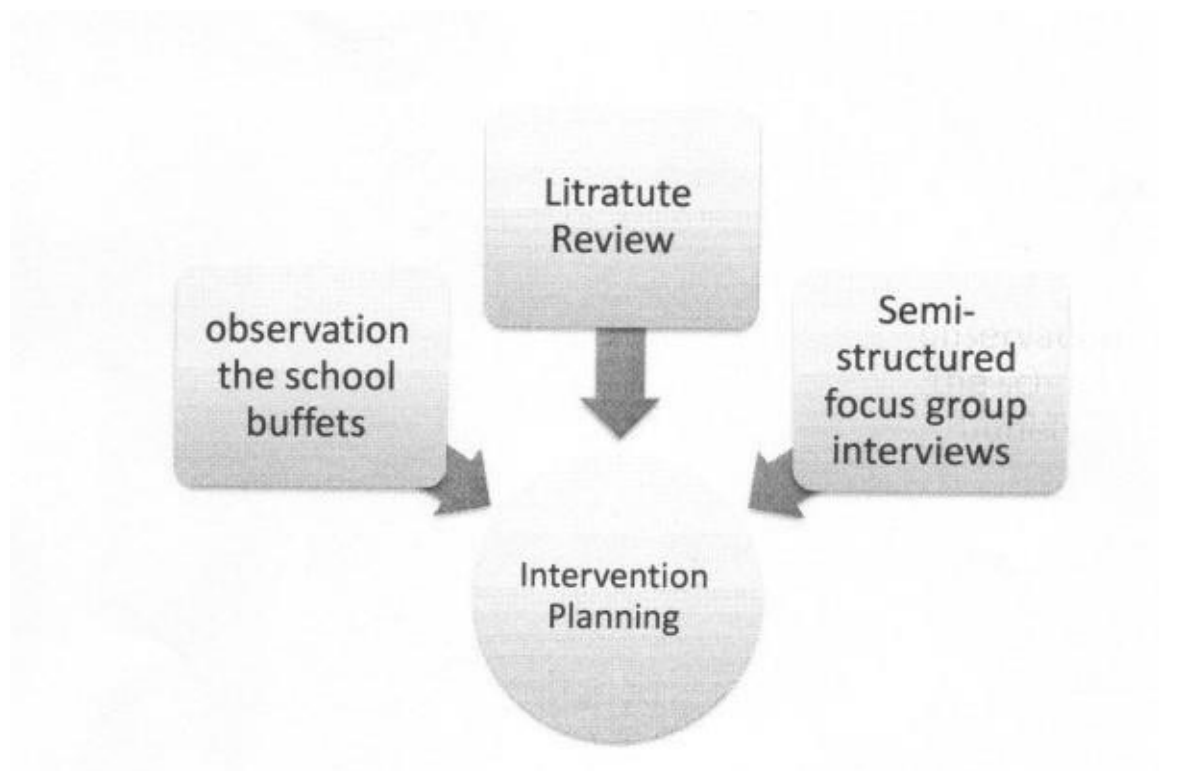 Litratute
Review
observation
the school
buffets
Semi-
structured
focus group
interviews
Intervention
Planning